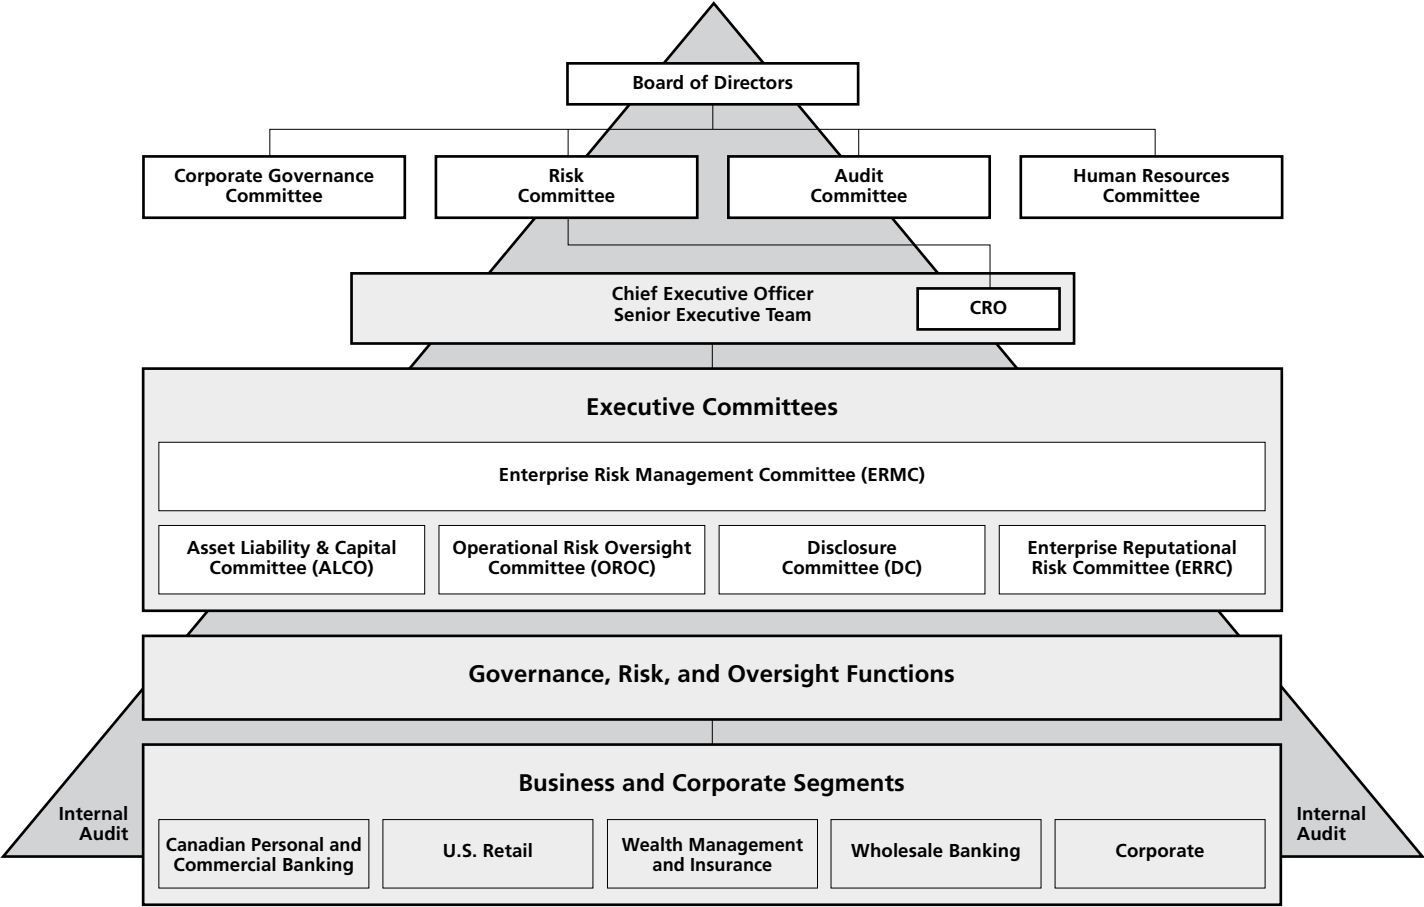 Board of Directors
Corporate Governance
Committee
Risk
Committee
Audit
Committee
Human Resources
Committee
Chief Executive Officer
Senior Executive Team
CRO
Executive Committees
Enterprise Risk Management Committee (ERMC)
Asset Liability & Capital
Committee (ALCO)
Operational Risk Oversight
Committee (OROC)
Disclosure
Committee (DC)
Enterprise Reputational
Risk Committee (ERRC)
Governance, Risk, and Oversight Functions
Business and Corporate Segments
Internal
Audit
Canadian Personal and
Commercial Banking
U.S. Retail
Wealth Management
and Insurance
Wholesale Banking
Corporate
Internal
Audit